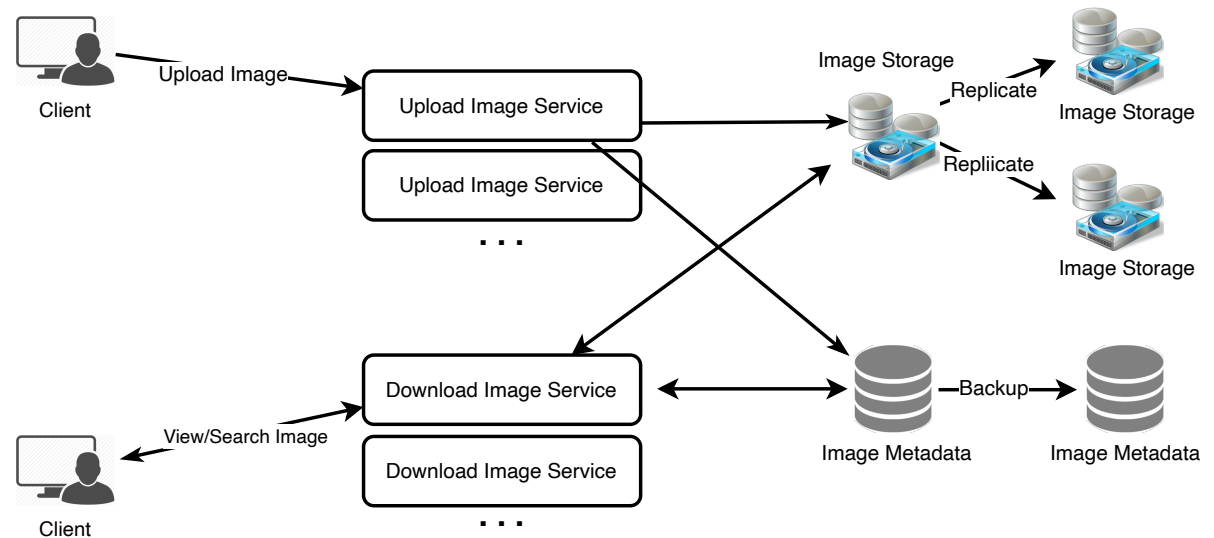 Client
Upload Image
Upload Image Service
Upload Image Service
. . .
Image Storage
Replicate
Image Storage
Repliicate
Image Storage
Client
View/Search Image
Download Image Service
Download Image Service
. . .
Image Metadata
Backup
Image Metadata